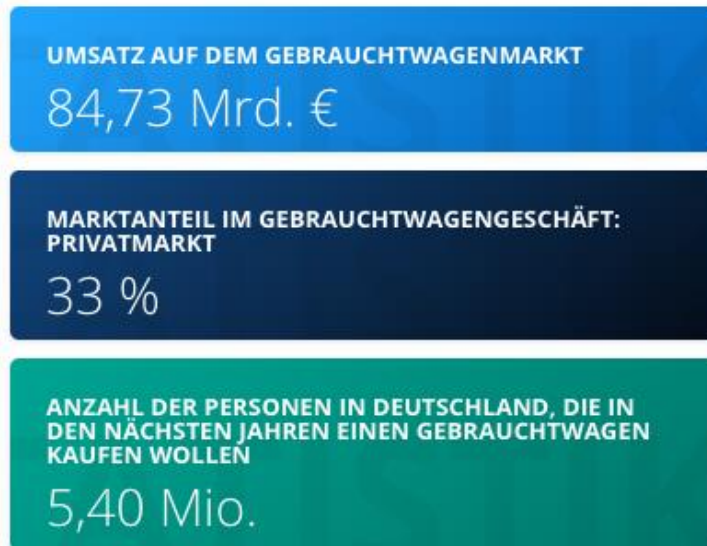 UMSATZ AUF DEM GEBRAUCHTWAGENMARKT
84,73 Mrd. €
MARKTANTEIL IM GEBRAUCHTWAGENGESCHÄFT:
PRIVATMARKT
33 %
ANZAHL DER PERSONEN IN DEUTSCHLAND, DIE IN
DEN NÄCHSTEN JAHREN EINEN GEBRAUCHTWAGEN
KAUFEN WOLLEN
5,40 Mio.